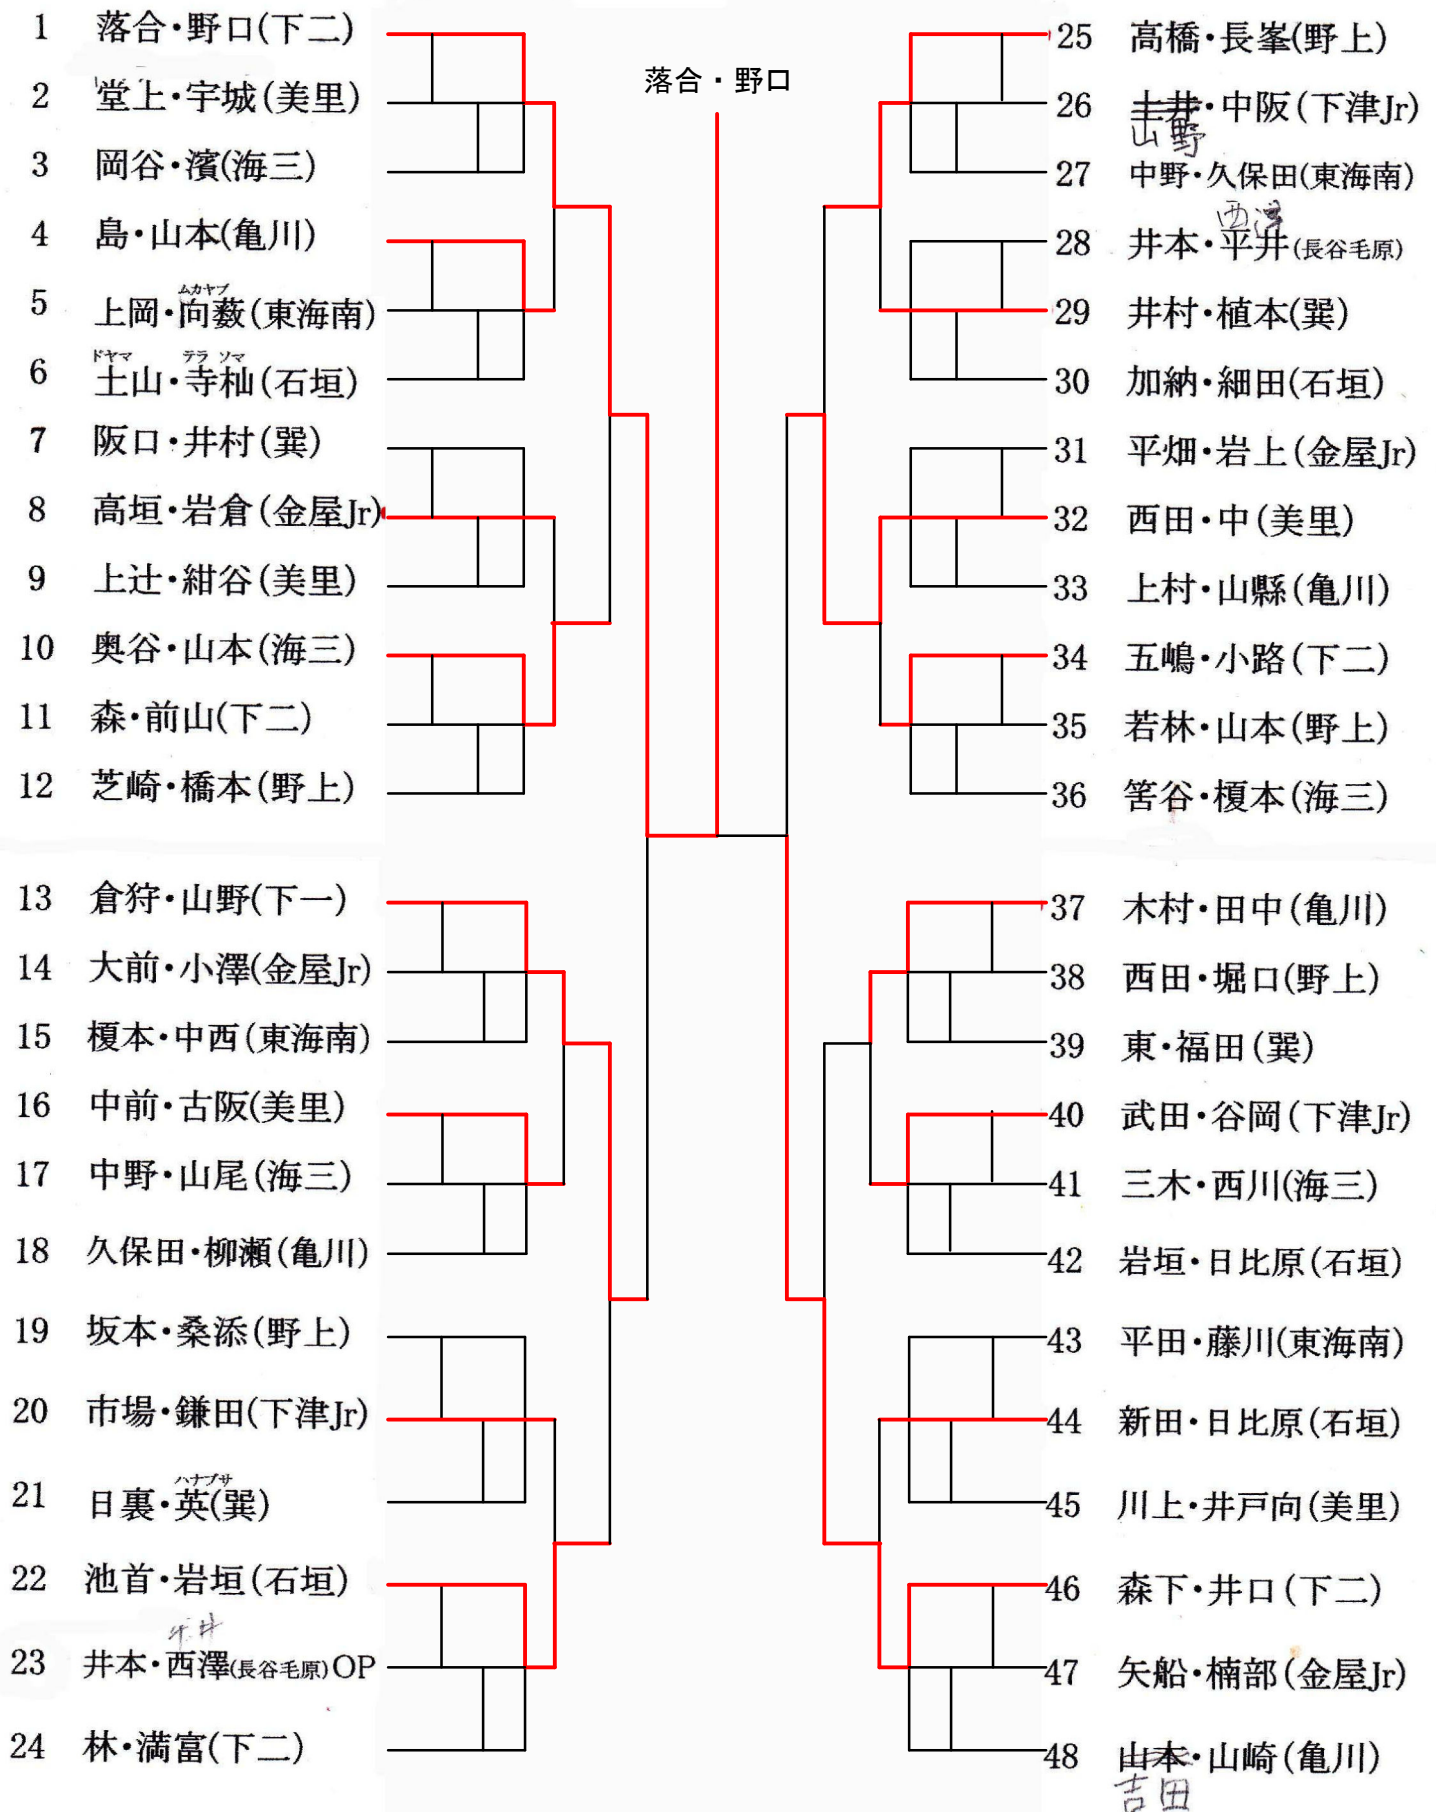 落合・野口
1 落合・野口(下二)
2 堂上・宇城(美里)
3 岡谷・濱(海三)
4 島・山本(亀川)
ムカヤブ
5 上岡・向薮(東海南)
ドヤマ テラ ソマ
6 土山・寺杣(石垣)
7 阪口・井村(巽)
8 高垣・岩倉(金屋Jr)
9 上辻・紺谷(美里)
10 奥谷・山本(海三)
11 森・前山(下二)
12 芝崎・橋本(野上)
13 倉狩・山野(下一)
14 大前・小澤(金屋Jr)
15 榎本・中西(東海南)
16 中前・古阪(美里)
17 中野・山尾(海三)
18 久保田・柳瀬(亀川)
19 坂本・桑添(野上)
20 市場・鎌田(下津Jr)
ハナブサ
21 日裏・英(巽)
22 池首・岩垣(石垣)
平井
23 井本・西澤(長谷毛原)OP
24 林・満富(下二)
25 高橋・長峯(野上)
26 土井・中阪(下津Jr)
山野
27 中野・久保田(東海南)
西澤
28 井本・平井(長谷毛原)
29 井村・植本(巽)
30 加納・細田(石垣)
31 平畑・岩上(金屋Jr)
32 西田・中(美里)
33 上村・山縣(亀川)
34 五嶋・小路(下二)
35 若林・山本(野上)
36 筈谷・榎本(海三)
37 木村・田中(亀川)
38 西田・堀口(野上)
39 東・福田(巽)
40 武田・谷岡(下津Jr)
41 三木・西川(海三)
42 岩垣・日比原(石垣)
43 平田・藤川(東海南)
44 新田・日比原(石垣)
45 川上・井戸向(美里)
46 森下・井口(下二)
47 矢船・楠部(金屋Jr)
48 山本・山崎(亀川)
吉田